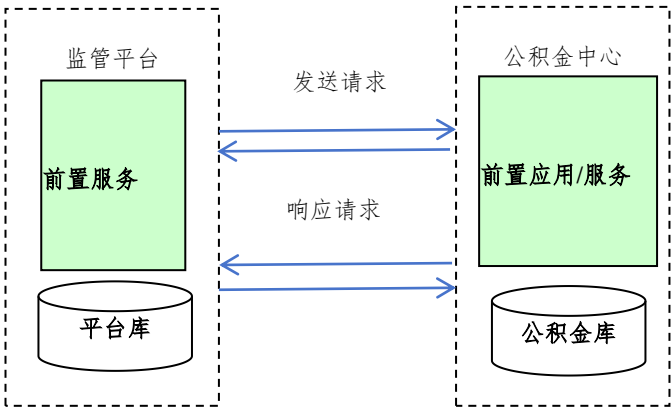 监管平台
公积金中心
发送请求
前置服务
前置应用/服务
响应请求
平台库
公积金库